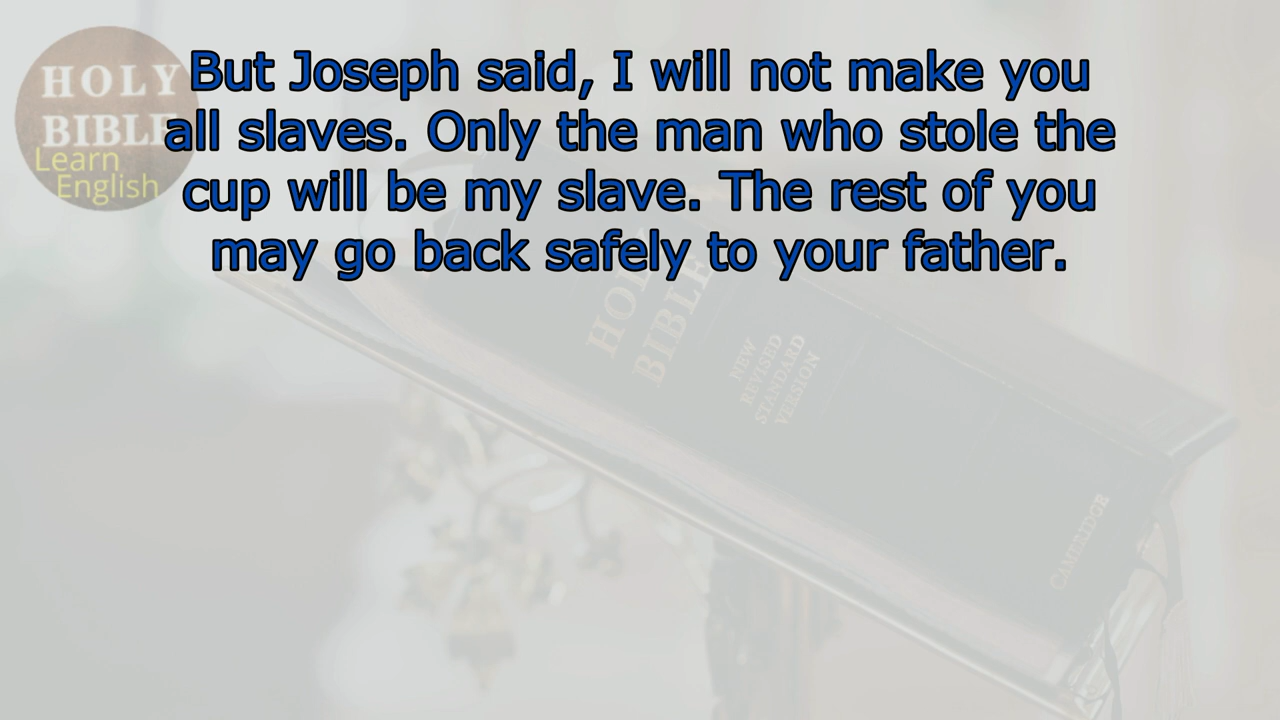 HOLY
BIBLE
Learn
English
But Joseph said, I will not make you
all slaves. Only the man who stole the
cup will be my slave. The rest of you
may go back safely to your father.
HOLY
BIBLE
NEW
REVISED
STANDARD
VERSION
CAMBRIDGE